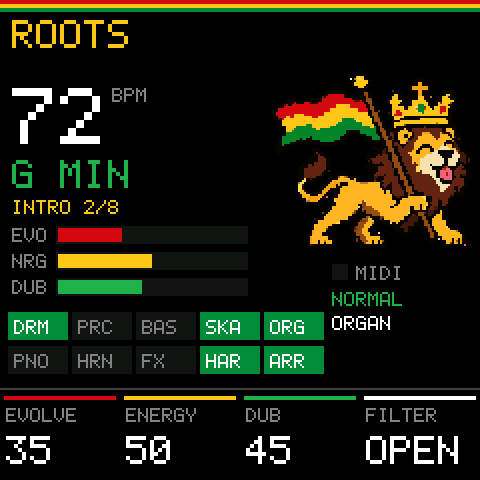 ROOTS
72 BPM
G MIN
INTRO 2/8
EVO
NRG
DUB
MIDI
NORMAL
ORGAN
DRM PRC BAS SKA ORG
PNO HRN FX HAR ARR
EVOLVE ENERGY DUB FILTER
35 50 45 OPEN